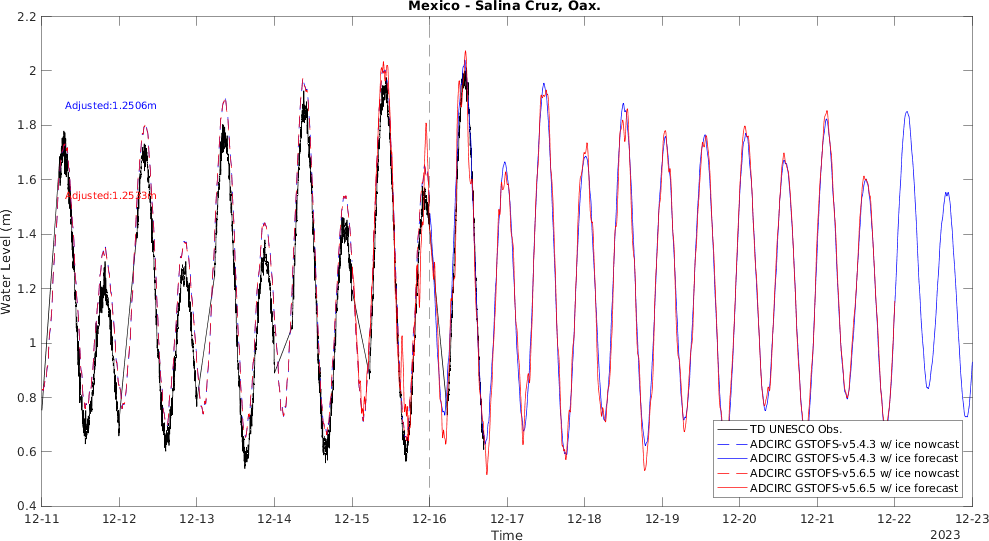 Mexico - Salina Cruz, Oax.
2.2
2
1.8
1.6
1.4
1.2
1
0.8
0.6
0.4
Water Level (m)
Adjusted:1.2506m
Adjusted:1.2523m
TD UNESCO Obs.
ADCIRC GSTOFS-v5.4.3 w/ ice nowcast
ADCIRC GSTOFS-v5.4.3 w/ ice forecast
ADCIRC GSTOFS-v5.6.5 w/ ice nowcast
ADCIRC GSTOFS-v5.6.5 w/ ice forecast
12-11 12-12 12-13 12-14 12-15 12-16 12-17 12-18 12-19 12-20 12-21 12-22 12-23
Time
2023